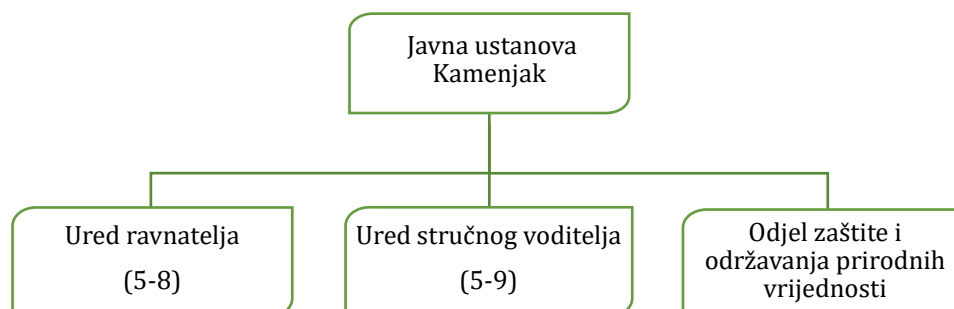 Javna ustanova
Kamenjak
Ured ravnatelja
(5-8)
Ured stručnog voditelja
(5-9)
Odjel zaštite i
održavanja prirodnih
vrijednosti